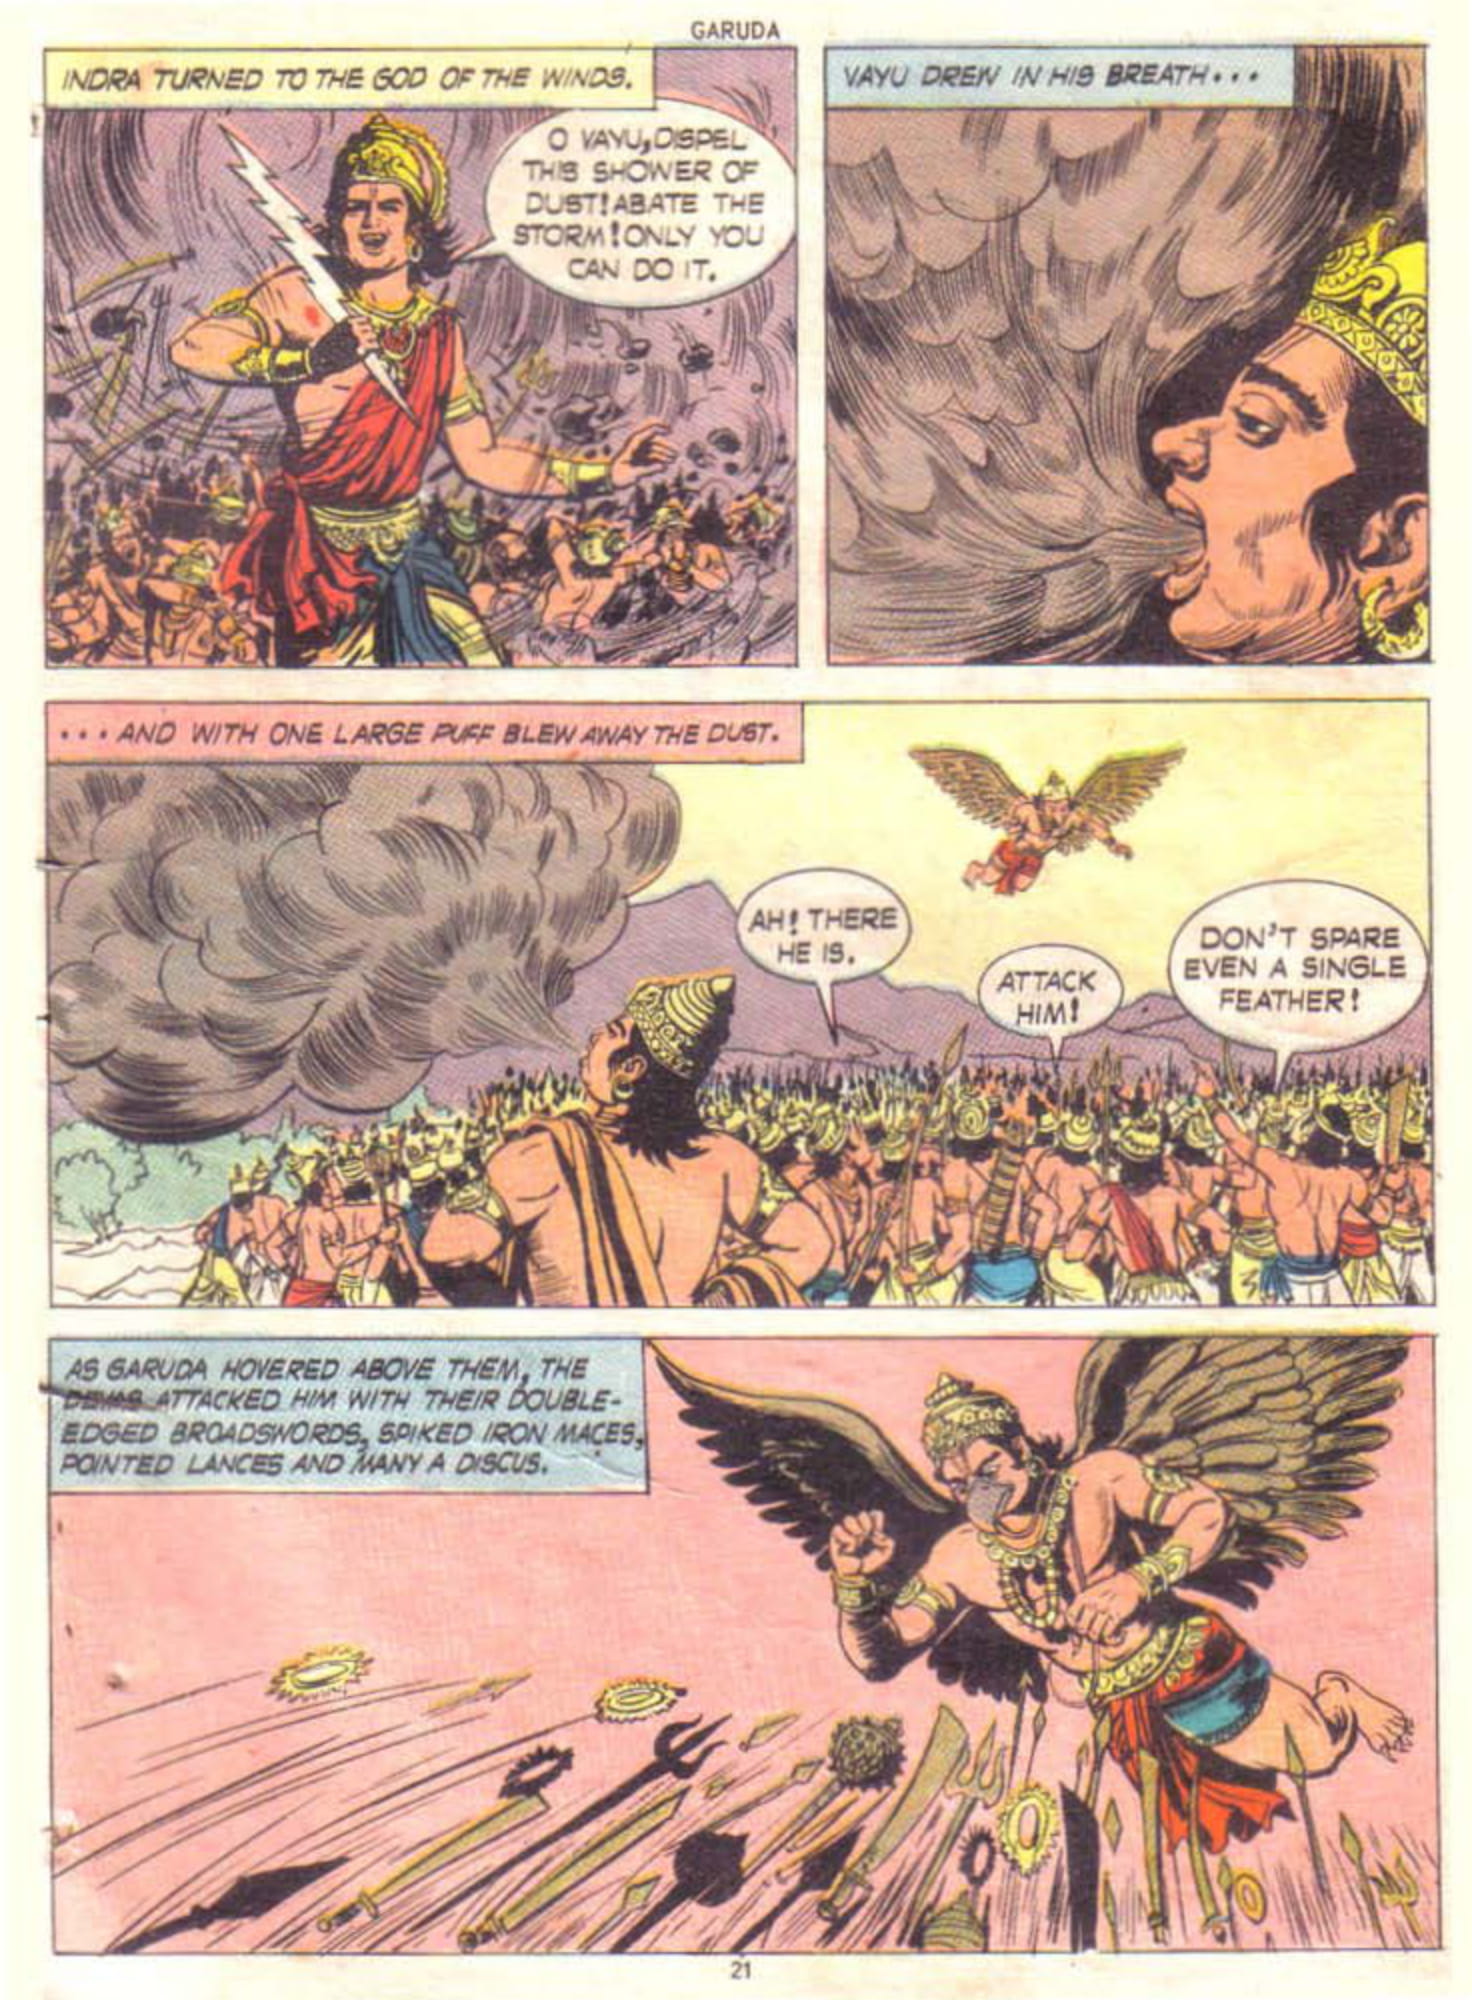 GARUDA
INDRA TURNED TO THE GOD OF THE WINDS.
O VAYU, DISPEL
THIS SHOWER OF
DUST! ABATE THE
STORM! ONLY YOU
CAN DO IT.
VAYU DREW IN HIS BREATH...
...AND WITH ONE LARGE PUFF BLEW AWAY THE DUST.
AH! THERE
HE IS.
ATTACK
HIM!
DON'T SPARE
EVEN A SINGLE
FEATHER!
AS GARUDA HOVERED ABOVE THEM, THE
DEVAS ATTACKED HIM WITH THEIR DOUBLE-
EDGED BROADSWORDS, SPIKED IRON MACES,
POINTED LANCES AND MANY A DISCUS.
21